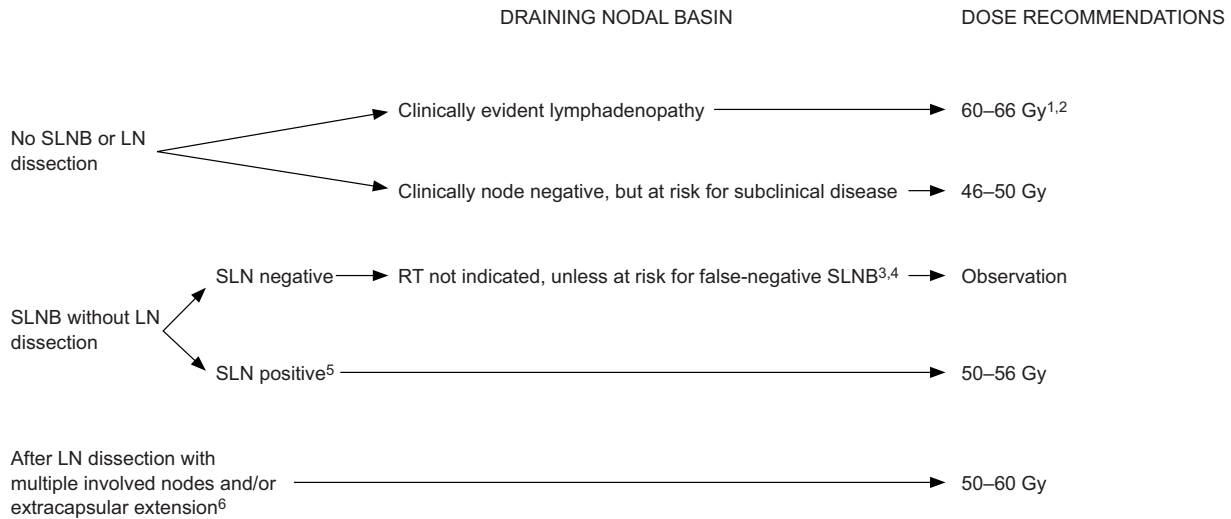 DRAINING NODAL BASIN
DOSE RECOMMENDATIONS
No SLNB or LN
dissection
Clinically evident lymphadenopathy
60–66 Gy1,2
Clinically node negative, but at risk for subclinical disease
46–50 Gy
SLNB without LN
dissection
SLN negative
RT not indicated, unless at risk for false-negative SLNB3,4
Observation
SLN positive5
50–56 Gy
After LN dissection with
multiple involved nodes and/or
extracapsular extension6
50–60 Gy